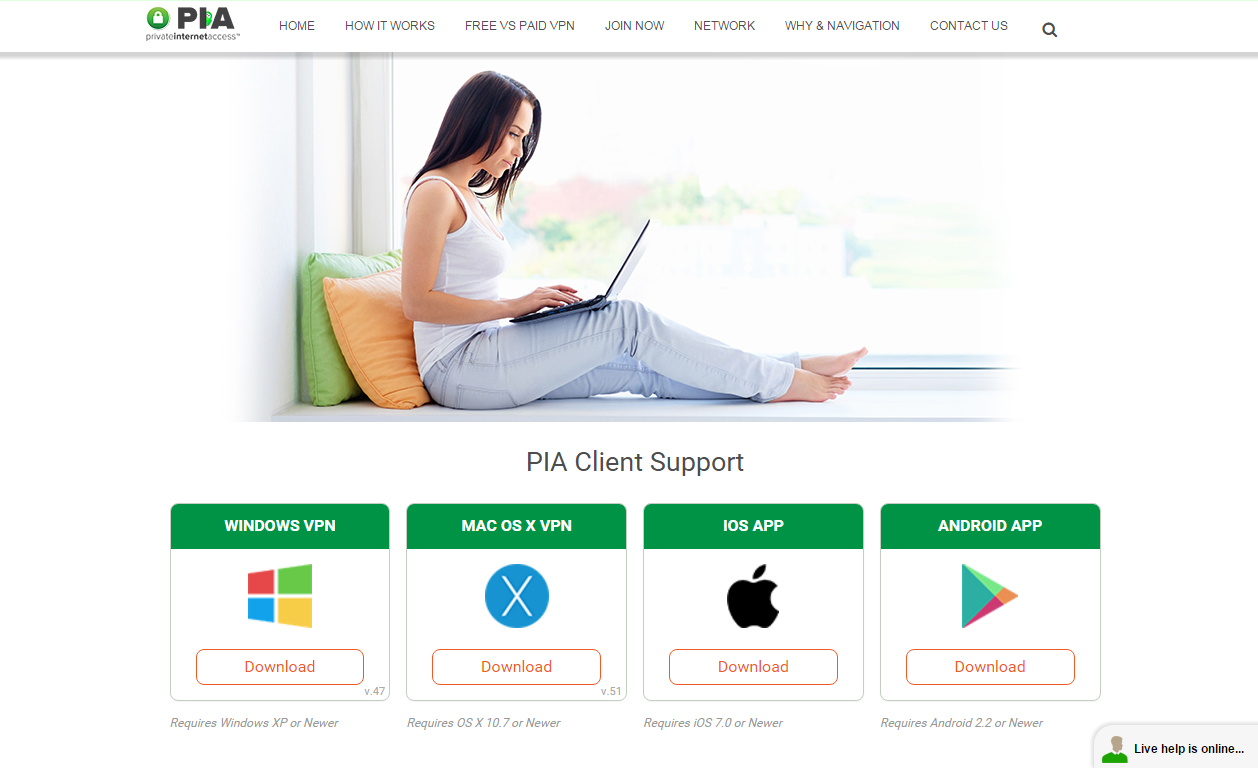 PIA
privateinternetaccess™
HOME HOW IT WORKS FREE VS PAID VPN JOIN NOW NETWORK WHY & NAVIGATION CONTACT US
PIA Client Support
WINDOWS VPN
Download
v.47
Requires Windows XP or Newer
MAC OS X VPN
X
Download
v.51
Requires OS X 10.7 or Newer
IOS APP
Download
Requires iOS 7.0 or Newer
ANDROID APP
Download
Requires Android 2.2 or Newer
Live help is online...